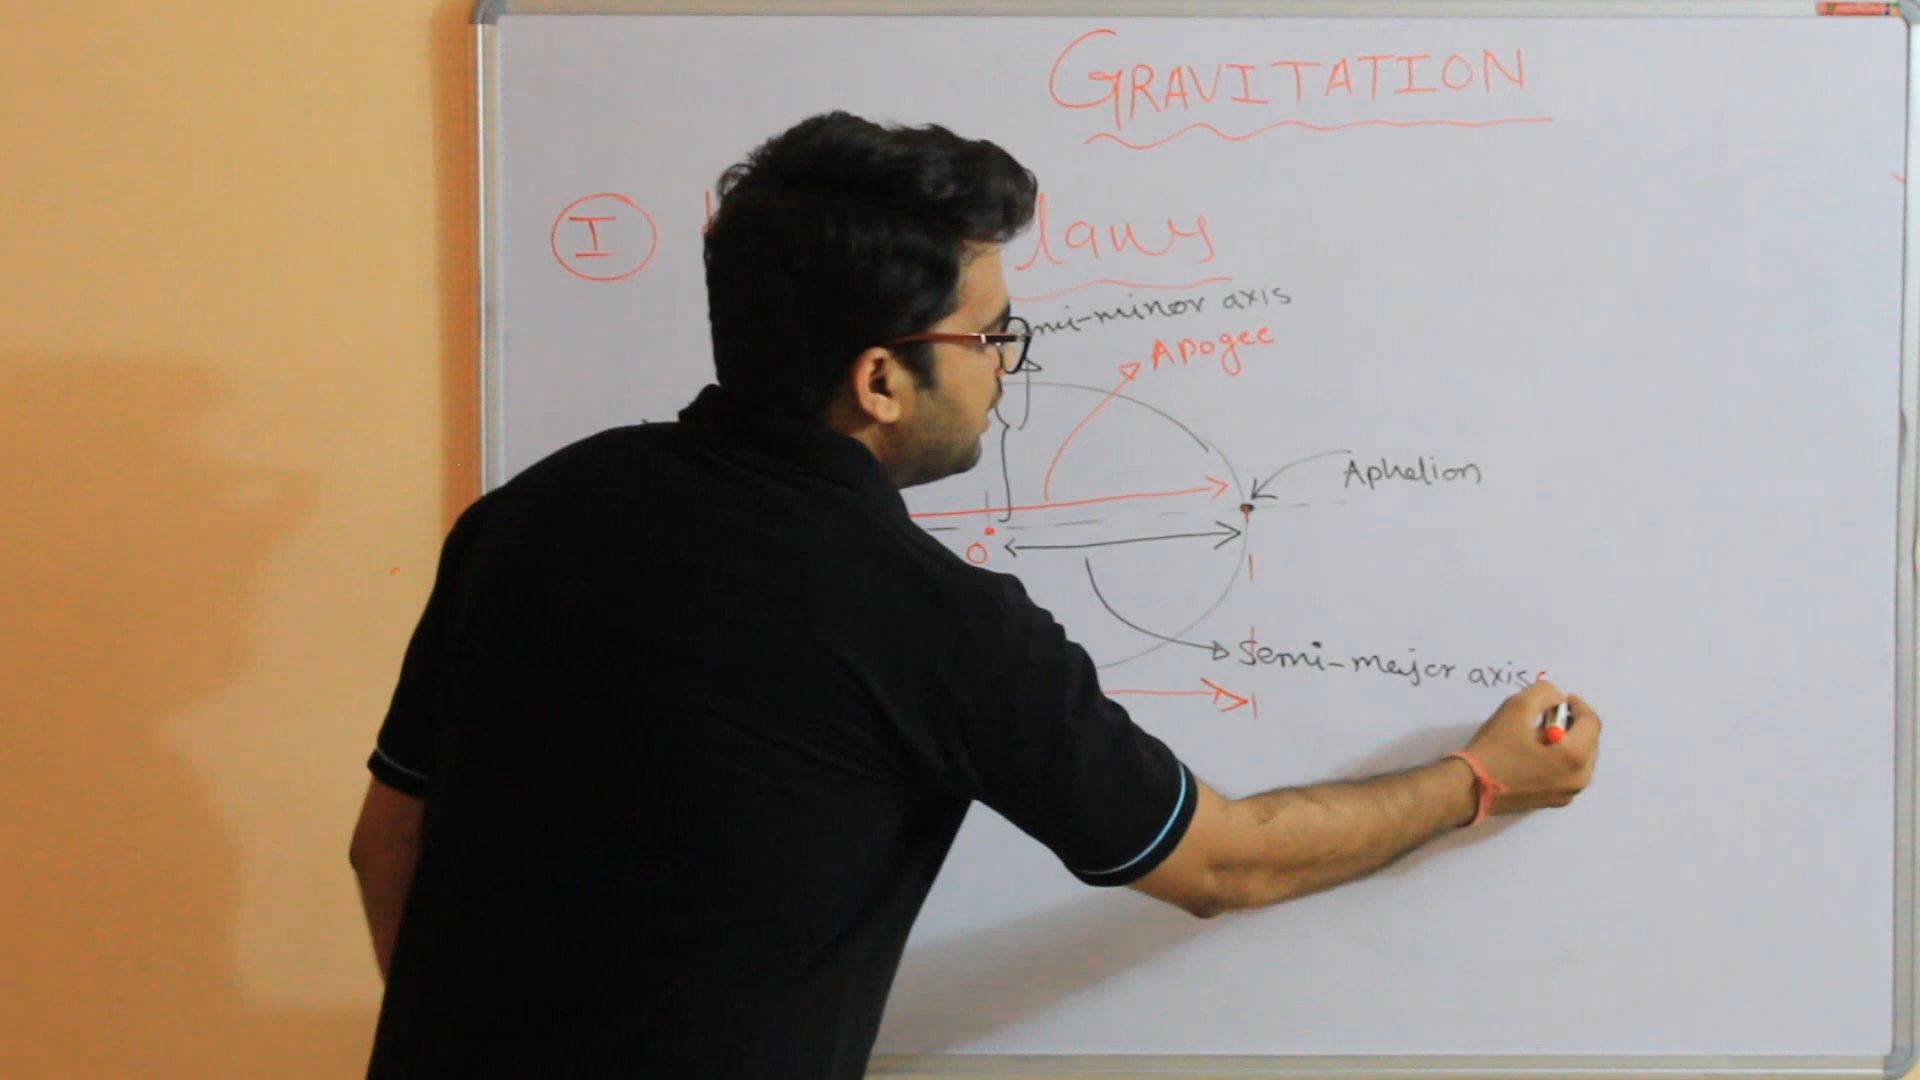 GRAVITATION
I laws
mi-minor axis
Apogee
Aphelion
O
Semi-major axis